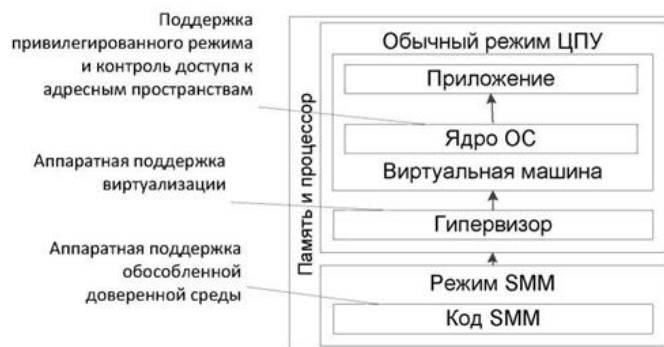 Поддержка
привилегированного режима
и контроль доступа к
адресным пространствам
Аппаратная поддержка
виртуализации
Аппаратная поддержка
обособленной
доверенной среды
Память и процессор
Обычный режим ЦПУ
Приложение
Ядро ОС
Виртуальная машина
Гипервизор
Режим SMM
Код SMM